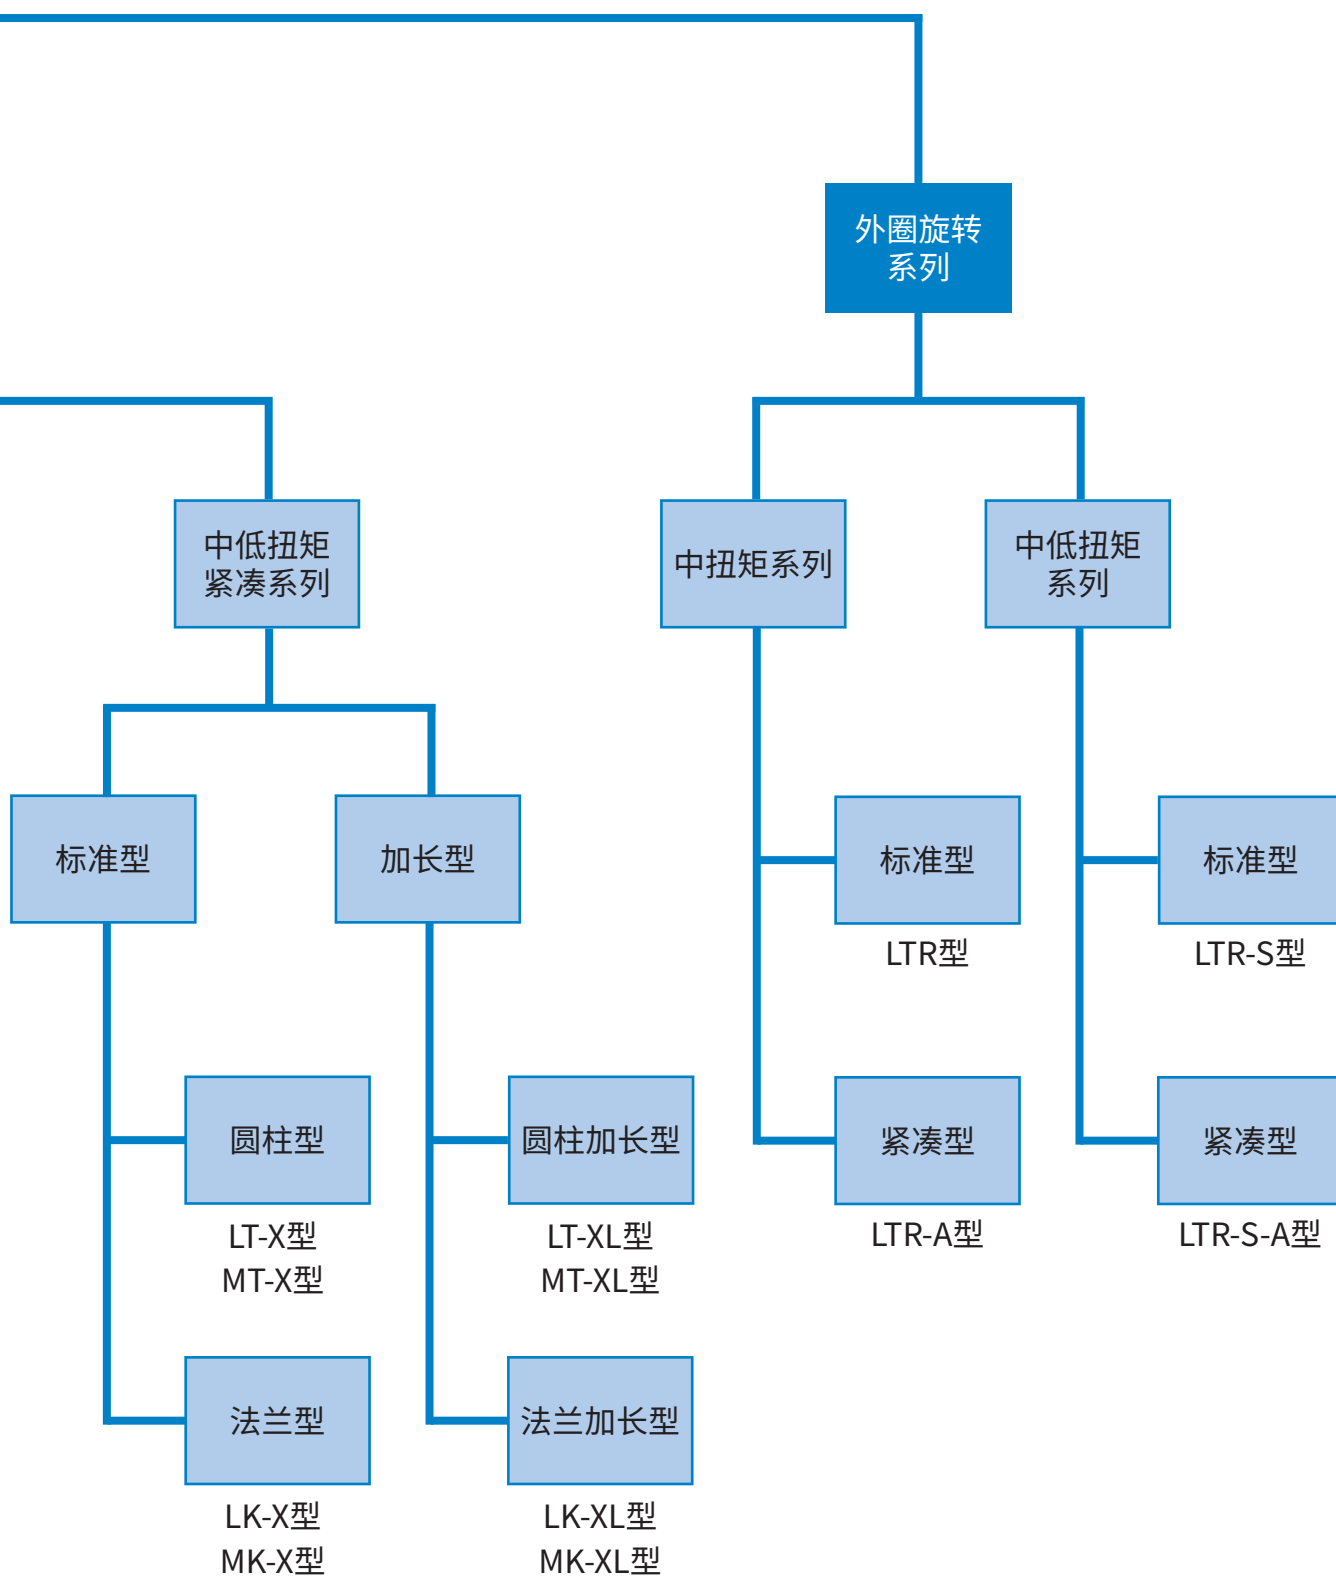 外圈旋转
系列
中低扭矩
紧凑系列
中扭矩系列
中低扭矩
系列
标准型
加长型
标准型
LTR型
标准型
LTR-S型
圆柱型
LT-X型
MT-X型
圆柱加长型
LT-XL型
MT-XL型
紧凑型
LTR-A型
紧凑型
LTR-S-A型
法兰型
LK-X型
MK-X型
法兰加长型
LK-XL型
MK-XL型